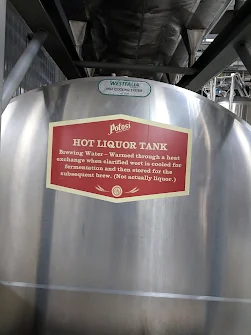 WESTFALIA
Potosi
HOT LIQUOR TANK
Brewing Water - Warmed through a heat
exchange when clarified wort is cooled for
fermentation and then stored for the
subsequent brew. (Not actually liquor.)